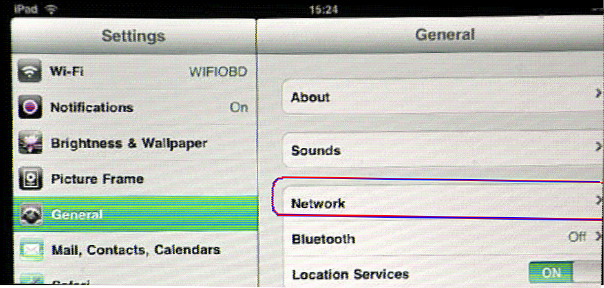 iPad 15:24
Settings
General
Wi-Fi WIFIOBD
Notifications On
Brightness & Wallpaper
Picture Frame
General
Mail, Contacts, Calendars
Safari
About
Sounds
Network
Bluetooth Off
Location Services ON